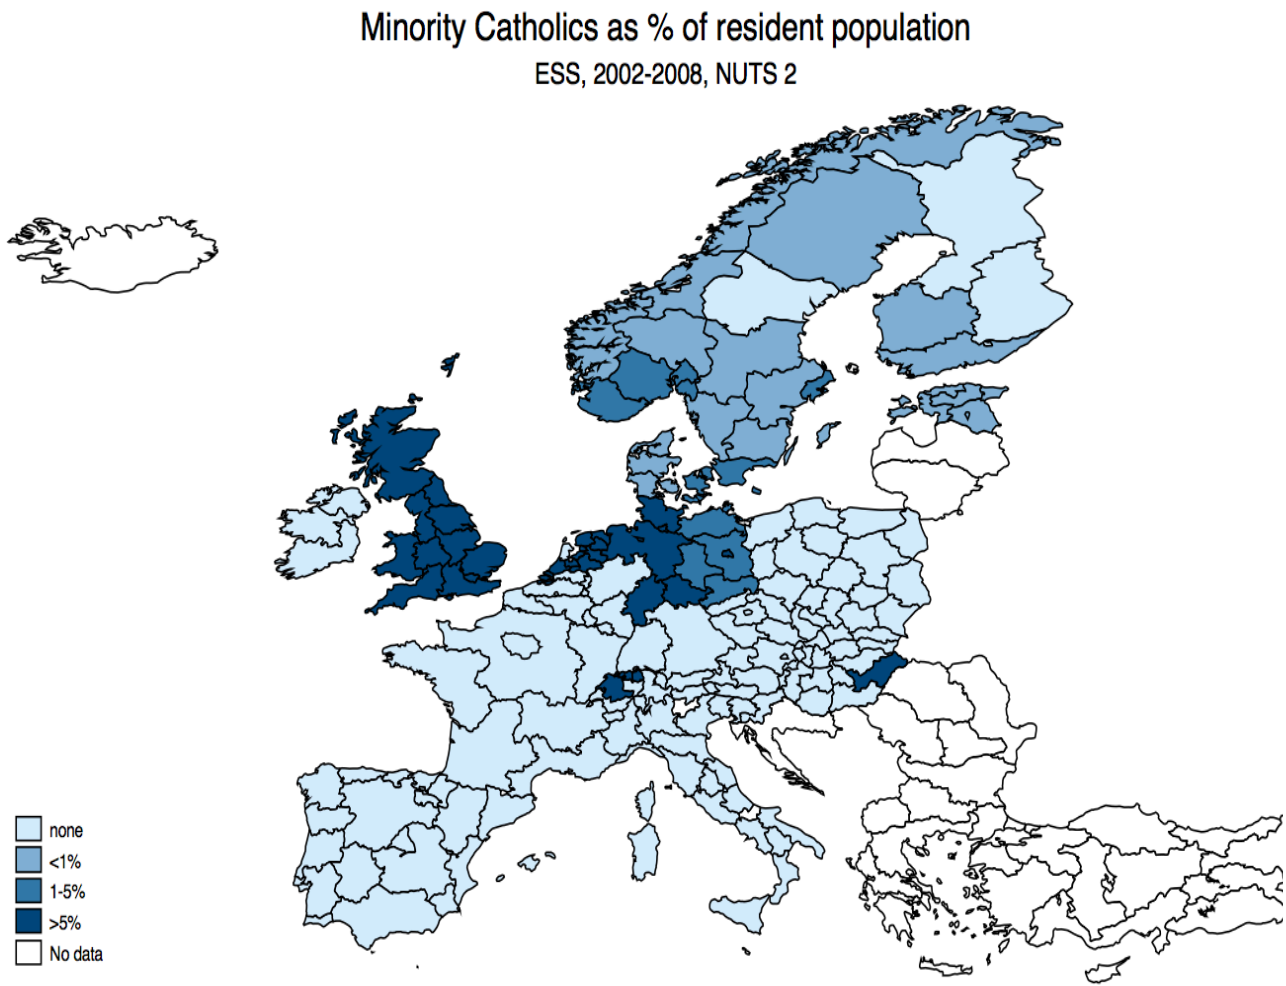 Minority Catholics as % of resident population
ESS, 2002-2008, NUTS 2
none
<1%
1-5%
>5%
No data